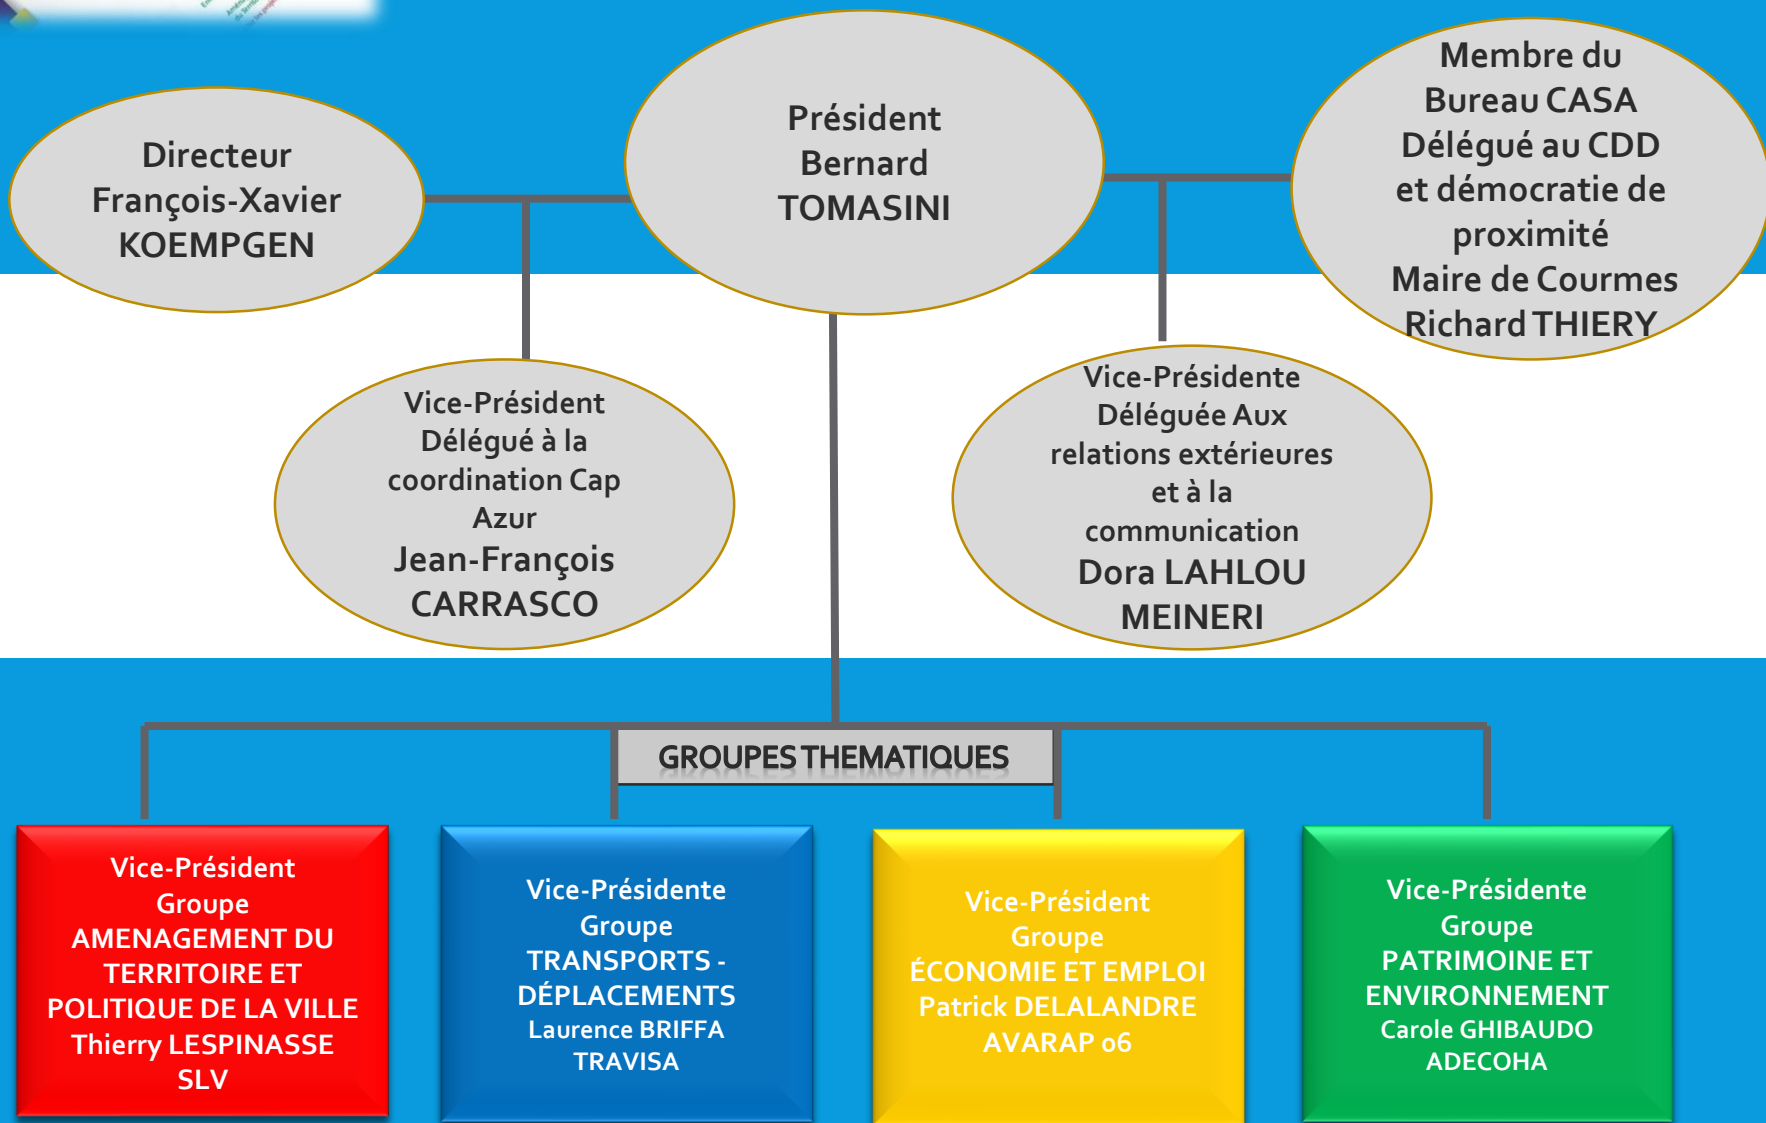 Président
Bernard
TOMASINI
Directeur
François-Xavier
KOEMPGEN
Membre du
Bureau CASA
Délégué au CDD
et démocratie de
proximité
Maire de Courmes
Richard THIERY
Vice-Président
Délégué à la
coordination Cap
Azur
Jean-François
CARRASCO
Vice-Présidente
Déléguée Aux
relations extérieures
et à la
communication
Dora LAHLOU
MEINERI
GROUPES THEMATIQUES
Vice-Président
Groupe
AMENAGEMENT DU
TERRITOIRE ET
POLITIQUE DE LA VILLE
Thierry LESPINASSE
SLV
Vice-Présidente
Groupe
TRANSPORTS -
DÉPLACEMENTS
Laurence BRIFFA
TRAVISA
Vice-Président
Groupe
ÉCONOMIE ET EMPLOI
Patrick DELALANDRE
AVARAP 06
Vice-Présidente
Groupe
PATRIMOINE ET
ENVIRONNEMENT
Carole GHIBAUDO
ADECOHA